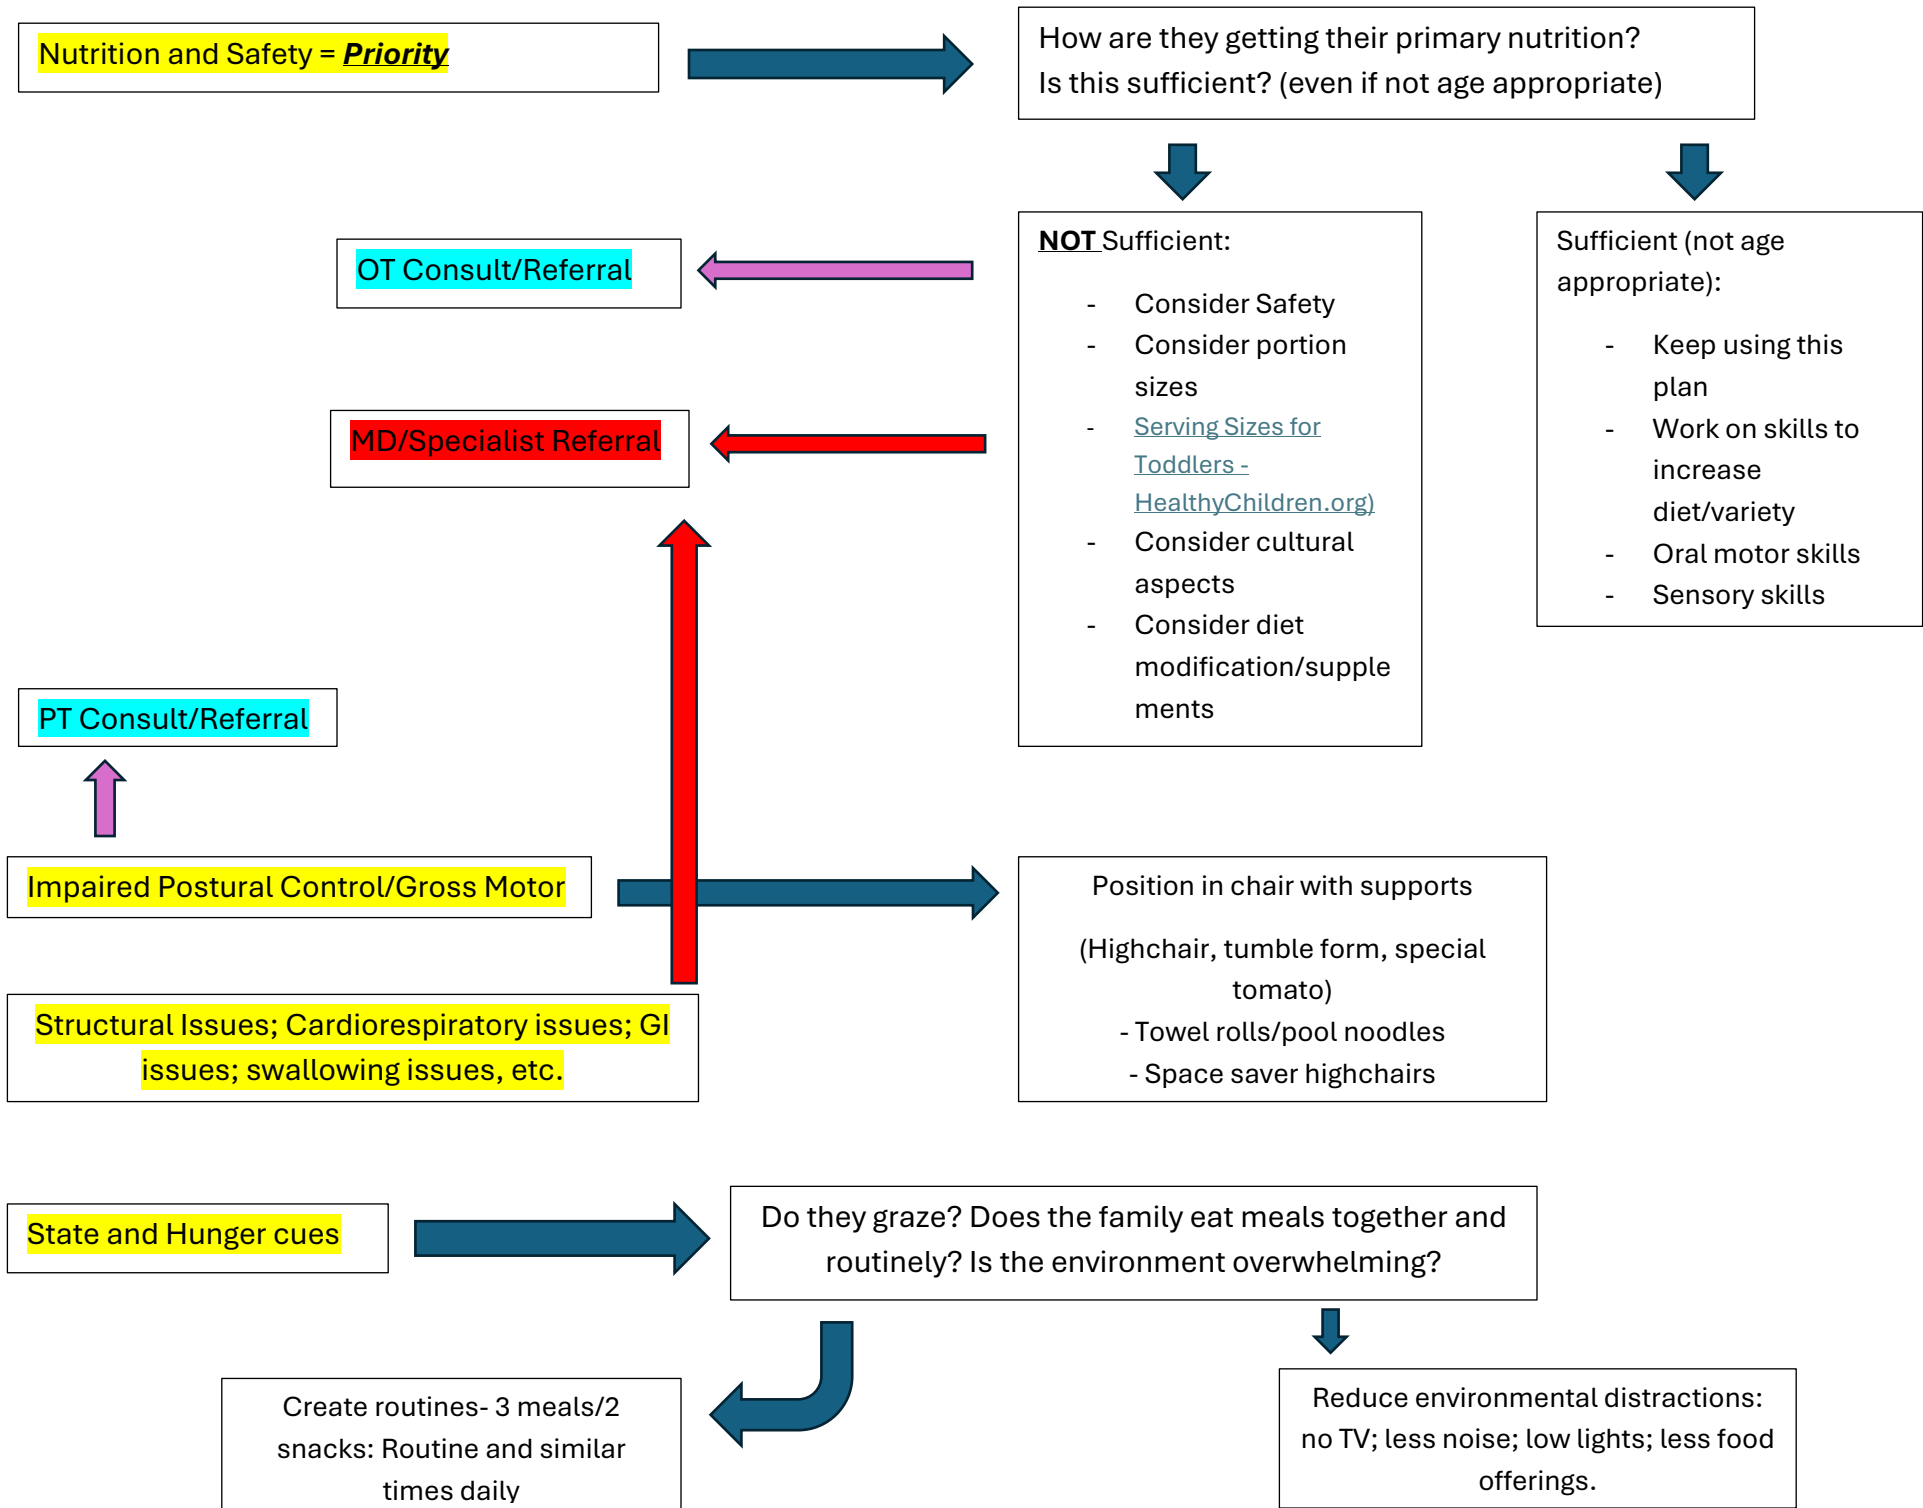 Nutrition and Safety = Priority
How are they getting their primary nutrition?
Is this sufficient? (even if not age appropriate)
OT Consult/Referral
MD/Specialist Referral
NOT Sufficient:
- Consider Safety
- Consider portion
sizes
- Serving Sizes for
Toddlers -
HealthyChildren.org)
- Consider cultural
aspects
- Consider diet
modification/supple
ments
Sufficient (not age
appropriate):
- Keep using this
plan
- Work on skills to
increase
diet/variety
- Oral motor skills
- Sensory skills
PT Consult/Referral
Impaired Postural Control/Gross Motor
Position in chair with supports
(Highchair, tumble form, special
tomato)
- Towel rolls/pool noodles
- Space saver highchairs
Structural Issues; Cardiorespiratory issues; GI
issues; swallowing issues, etc.
State and Hunger cues
Do they graze? Does the family eat meals together and
routinely? Is the environment overwhelming?
Create routines- 3 meals/2
snacks: Routine and similar
times daily
Reduce environmental distractions:
no TV; less noise; low lights; less food
offerings.